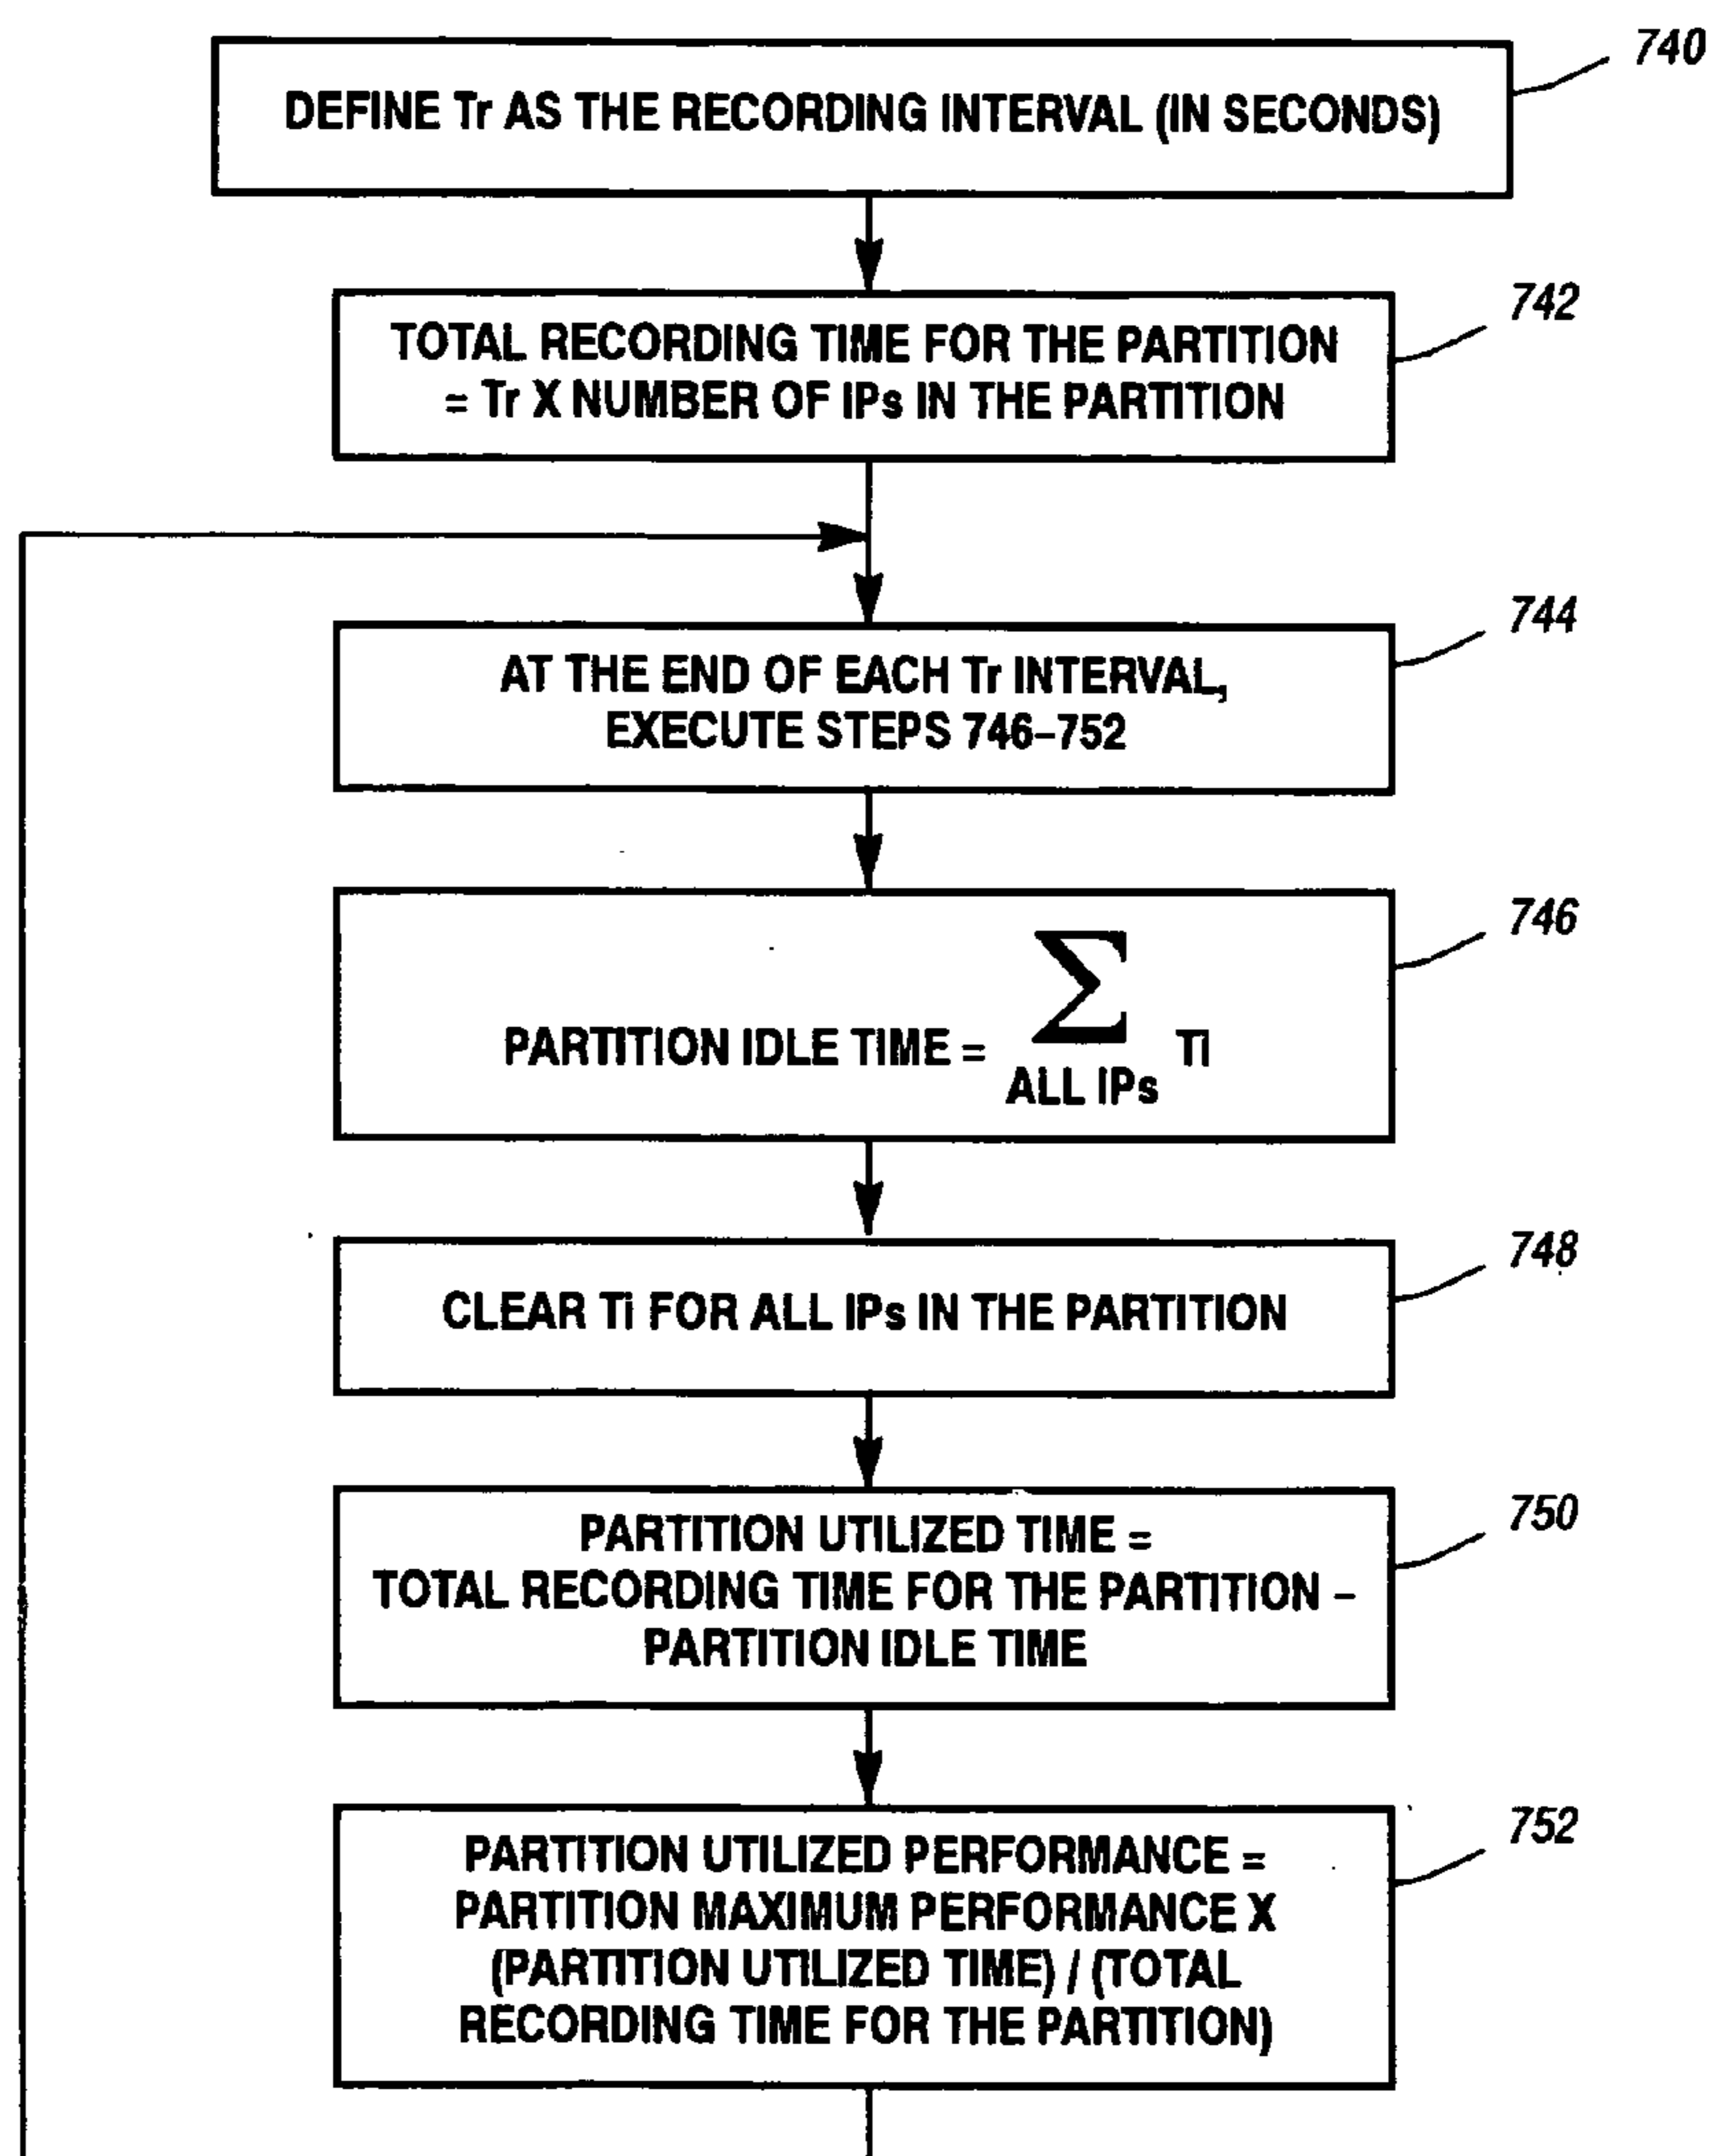 740
DEFINE Tr AS THE RECORDING INTERVAL (IN SECONDS)
742
TOTAL RECORDING TIME FOR THE PARTITION
= Tr X NUMBER OF IPs IN THE PARTITION
744
AT THE END OF EACH Tr INTERVAL,
EXECUTE STEPS 746–752
746
PARTITION IDLE TIME = Σ Ti
ALL IPs
748
CLEAR Ti FOR ALL IPs IN THE PARTITION
750
PARTITION UTILIZED TIME =
TOTAL RECORDING TIME FOR THE PARTITION –
PARTITION IDLE TIME
752
PARTITION UTILIZED PERFORMANCE =
PARTITION MAXIMUM PERFORMANCE X
(PARTITION UTILIZED TIME) / (TOTAL
RECORDING TIME FOR THE PARTITION)